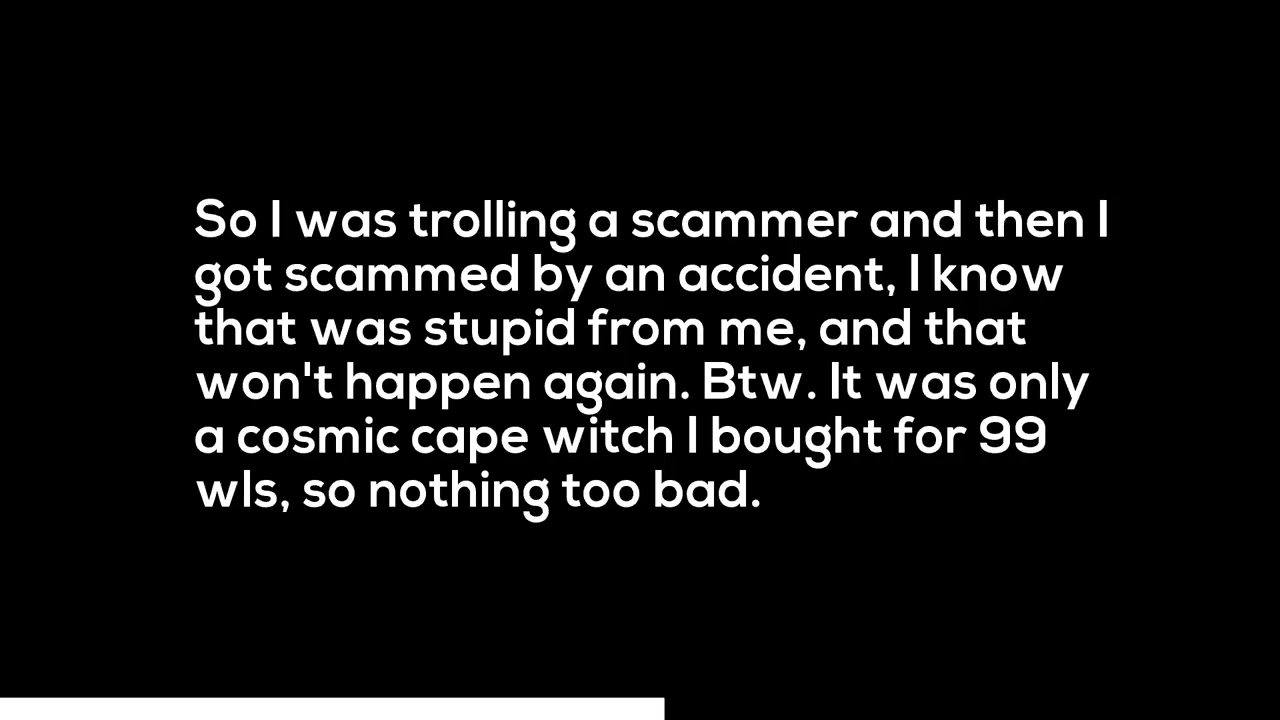 So I was trolling a scammer and then I
got scammed by an accident, I know
that was stupid from me, and that
won't happen again. Btw. It was only
a cosmic cape witch I bought for 99
wls, so nothing too bad.